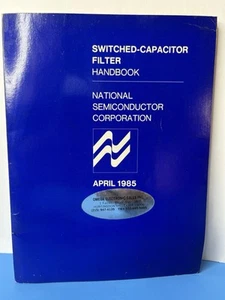 SWITCHED-CAPACITOR
FILTER
HANDBOOK
NATIONAL
SEMICONDUCTOR
CORPORATION
APRIL 1985